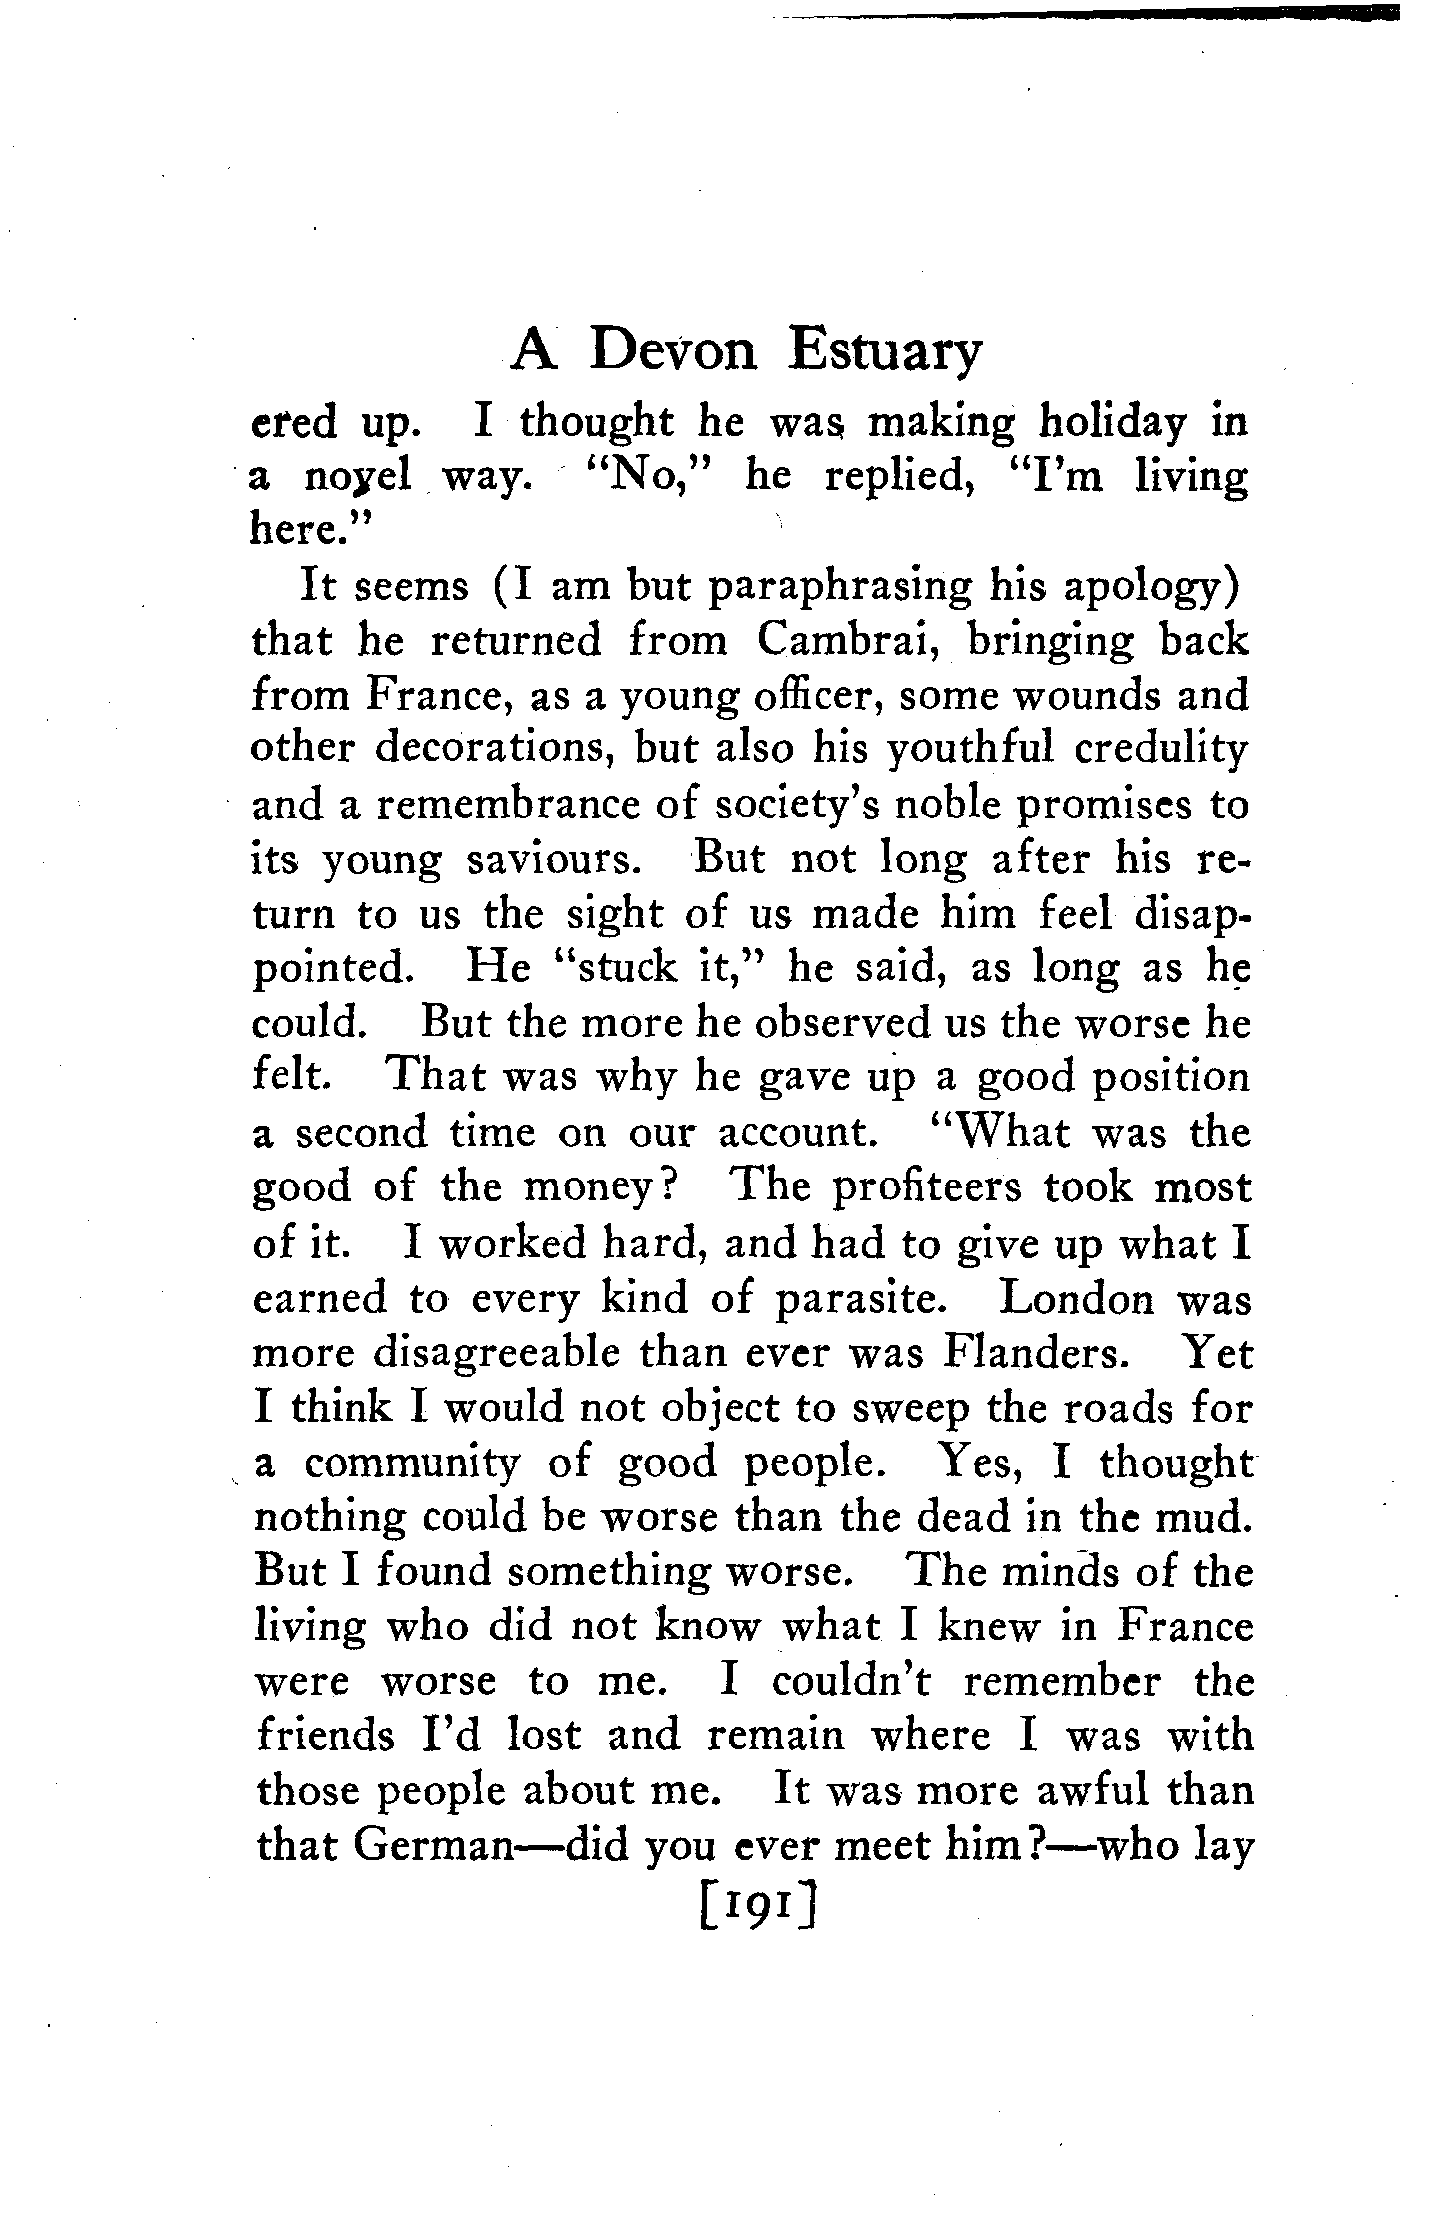 A Devon Estuary
ered up. I thought he was making holiday in
a novel way. "No," he replied, "I'm living
here."
It seems (I am but paraphrasing his apology)
that he returned from Cambrai, bringing back
from France, as a young officer, some wounds and
other decorations, but also his youthful credulity
and a remembrance of society's noble promises to
its young saviours. But not long after his re-
turn to us the sight of us made him feel disap-
pointed. He "stuck it," he said, as long as he
could. But the more he observed us the worse he
felt. That was why he gave up a good position
a second time on our account. "What was the
good of the money? The profiteers took most
of it. I worked hard, and had to give up what I
earned to every kind of parasite. London was
more disagreeable than ever was Flanders. Yet
I think I would not object to sweep the roads for
a community of good people. Yes, I thought
nothing could be worse than the dead in the mud.
But I found something worse. The minds of the
living who did not know what I knew in France
were worse to me. I couldn't remember the
friends I'd lost and remain where I was with
those people about me. It was more awful than
that German—did you ever meet him?—who lay
[191]